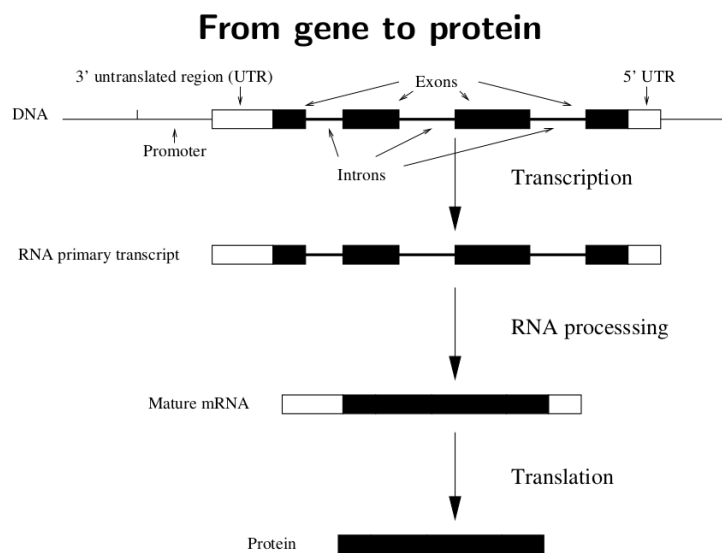 From gene to protein
3' untranslated region (UTR)
Exons
5' UTR
DNA
Promoter
Introns
Transcription
RNA primary transcript
RNA processsing
Mature mRNA
Translation
Protein